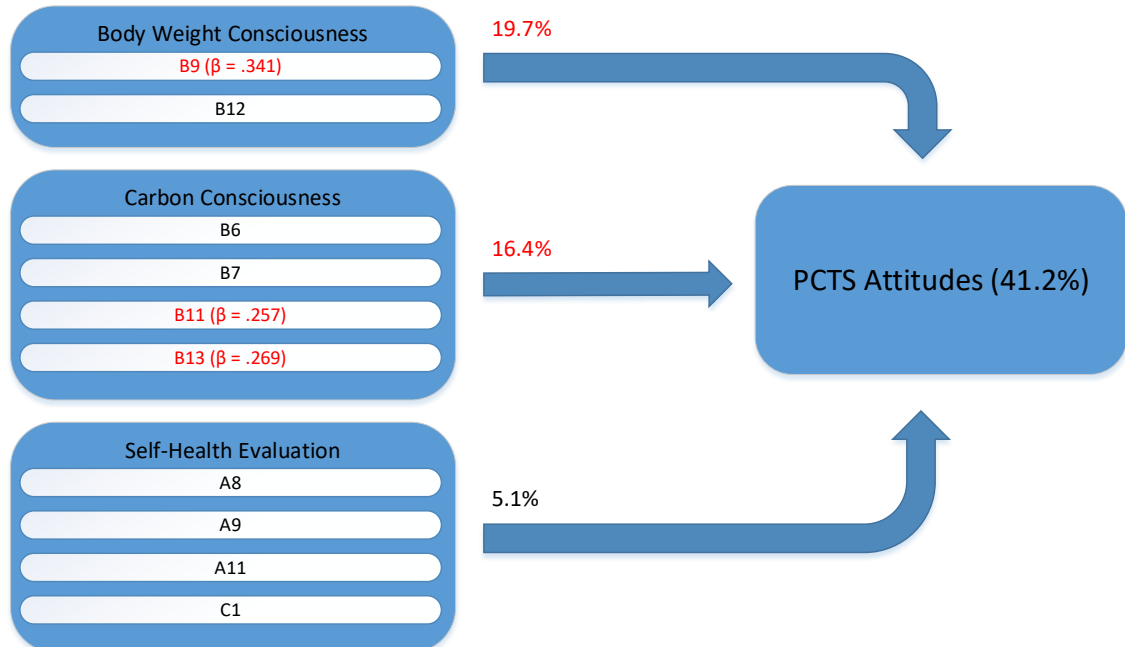 Body Weight Consciousness
B9 (β = .341)
B12
19.7%
Carbon Consciousness
B6
B7
B11 (β = .257)
B13 (β = .269)
16.4%
PCTS Attitudes (41.2%)
Self-Health Evaluation
A8
A9
A11
C1
5.1%